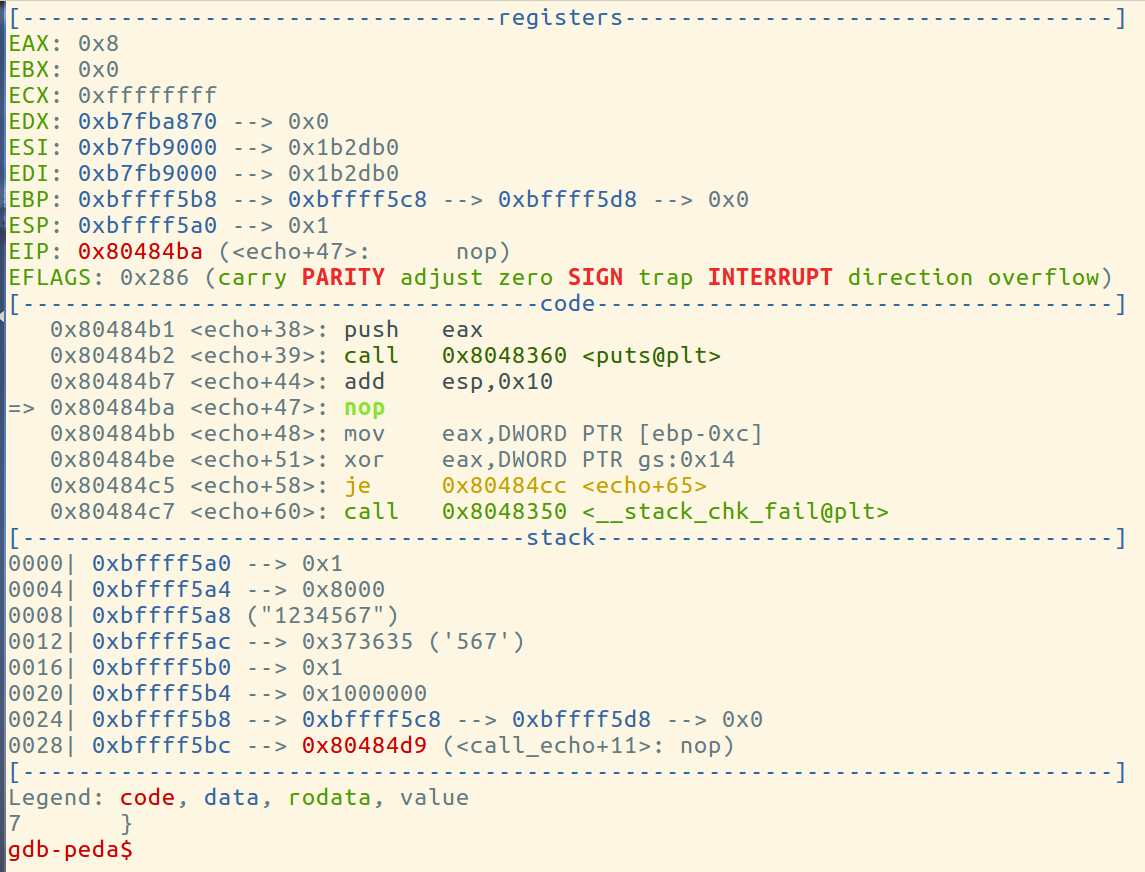 [----------------------------------registers-----------------------------------]
EAX: 0x8
EBX: 0x0
ECX: 0xffffffff
EDX: 0xb7fba870 --> 0x0
ESI: 0xb7fb9000 --> 0x1b2db0
EDI: 0xb7fb9000 --> 0x1b2db0
EBP: 0xbffff5b8 --> 0xbffff5c8 --> 0xbffff5d8 --> 0x0
ESP: 0xbffff5a0 --> 0x1
EIP: 0x80484ba (<echo+47>:      nop)
EFLAGS: 0x286 (carry PARITY adjust zero SIGN trap INTERRUPT direction overflow)
[-------------------------------------code-------------------------------------]
   0x80484b1 <echo+38>: push   eax
   0x80484b2 <echo+39>: call   0x8048360 <puts@plt>
   0x80484b7 <echo+44>: add    esp,0x10
=> 0x80484ba <echo+47>: nop
   0x80484bb <echo+48>: mov    eax,DWORD PTR [ebp-0xc]
   0x80484be <echo+51>: xor    eax,DWORD PTR gs:0x14
   0x80484c5 <echo+58>: je     0x80484cc <echo+65>
   0x80484c7 <echo+60>: call   0x8048350 <__stack_chk_fail@plt>
[------------------------------------stack-------------------------------------]
0000| 0xbffff5a0 --> 0x1
0004| 0xbffff5a4 --> 0x8000
0008| 0xbffff5a8 ("1234567")
0012| 0xbffff5ac --> 0x373635 ('567')
0016| 0xbffff5b0 --> 0x1
0020| 0xbffff5b4 --> 0x1000000
0024| 0xbffff5b8 --> 0xbffff5c8 --> 0xbffff5d8 --> 0x0
0028| 0xbffff5bc --> 0x80484d9 (<call_echo+11>: nop)
[------------------------------------------------------------------------------]
Legend: code, data, rodata, value
7       }
gdb-peda$